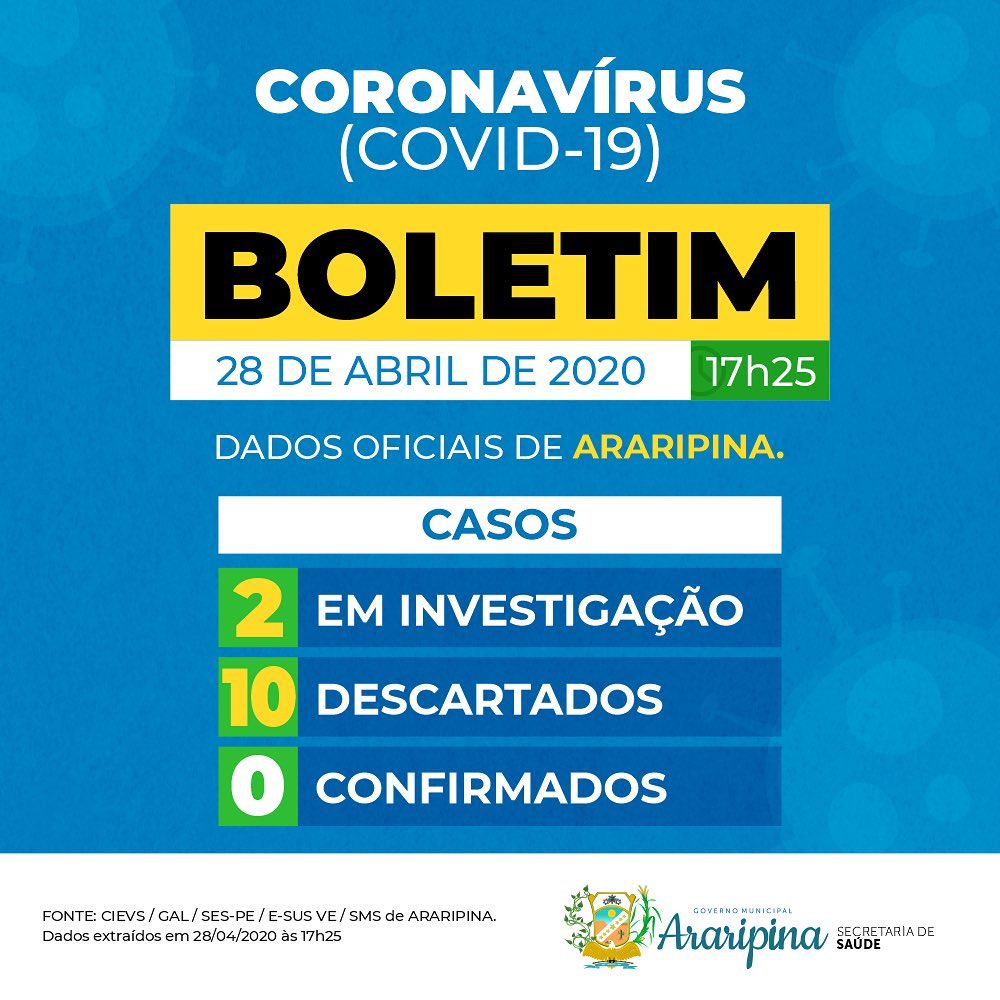 CORONAVÍRUS
(COVID-19)
BOLETIM
28 DE ABRIL DE 2020 17h25
DADOS OFICIAIS DE ARARIPINA.
CASOS
2 EM INVESTIGAÇÃO
10 DESCARTADOS
0 CONFIRMADOS
FONTE: CIEVS / GAL / SES-PE / E-SUS VE / SMS de ARARIPINA.
Dados extraídos em 28/04/2020 às 17h25
GOVERNO MUNICIPAL
Araripina
SECRETARIA DE
SAÚDE